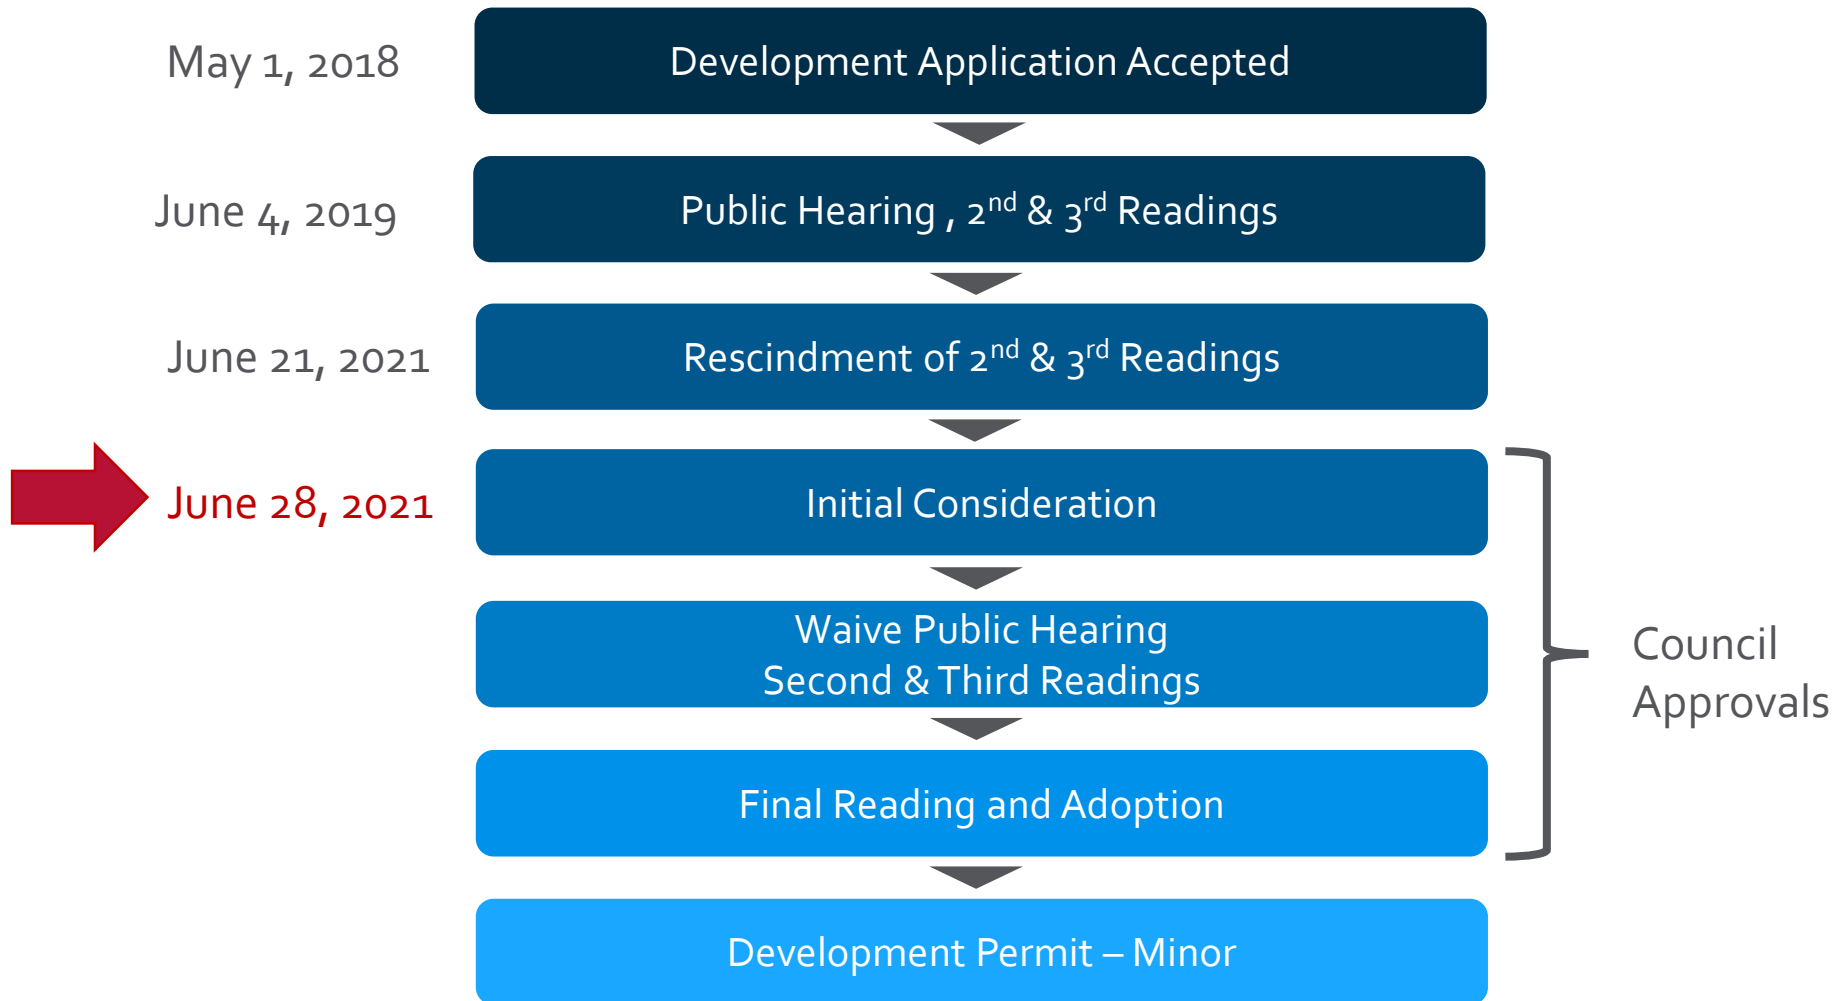 May 1, 2018
Development Application Accepted
June 4, 2019
Public Hearing , 2nd & 3rd Readings
June 21, 2021
Rescindment of 2nd & 3rd Readings
June 28, 2021
Initial Consideration
Waive Public Hearing
Second & Third Readings
Final Reading and Adoption
Development Permit – Minor
Council
Approvals